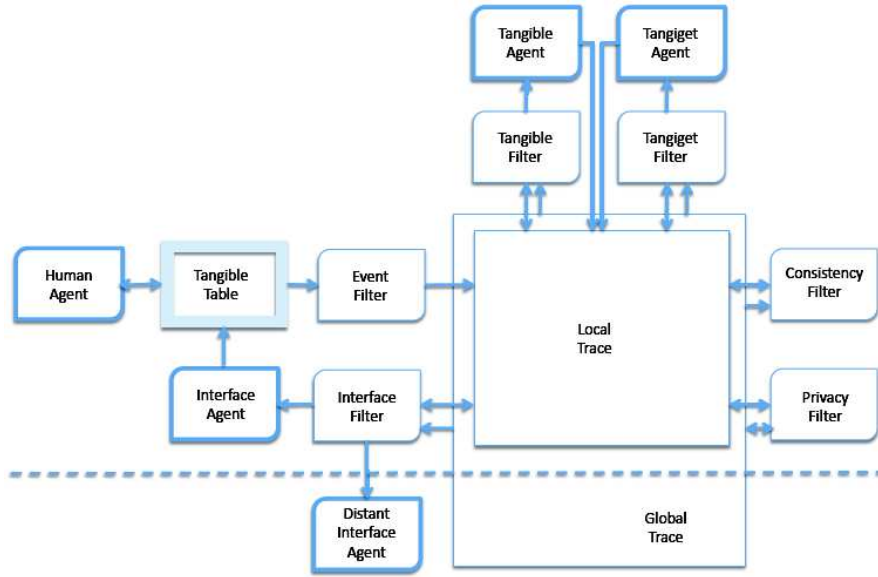 Tangible
Agent
Tangiget
Agent
Tangible
Filter
Tangiget
Filter
Human
Agent
Tangible
Table
Event
Filter
Consistency
Filter
Local
Trace
Interface
Agent
Interface
Filter
Privacy
Filter
Distant
Interface
Agent
Global
Trace